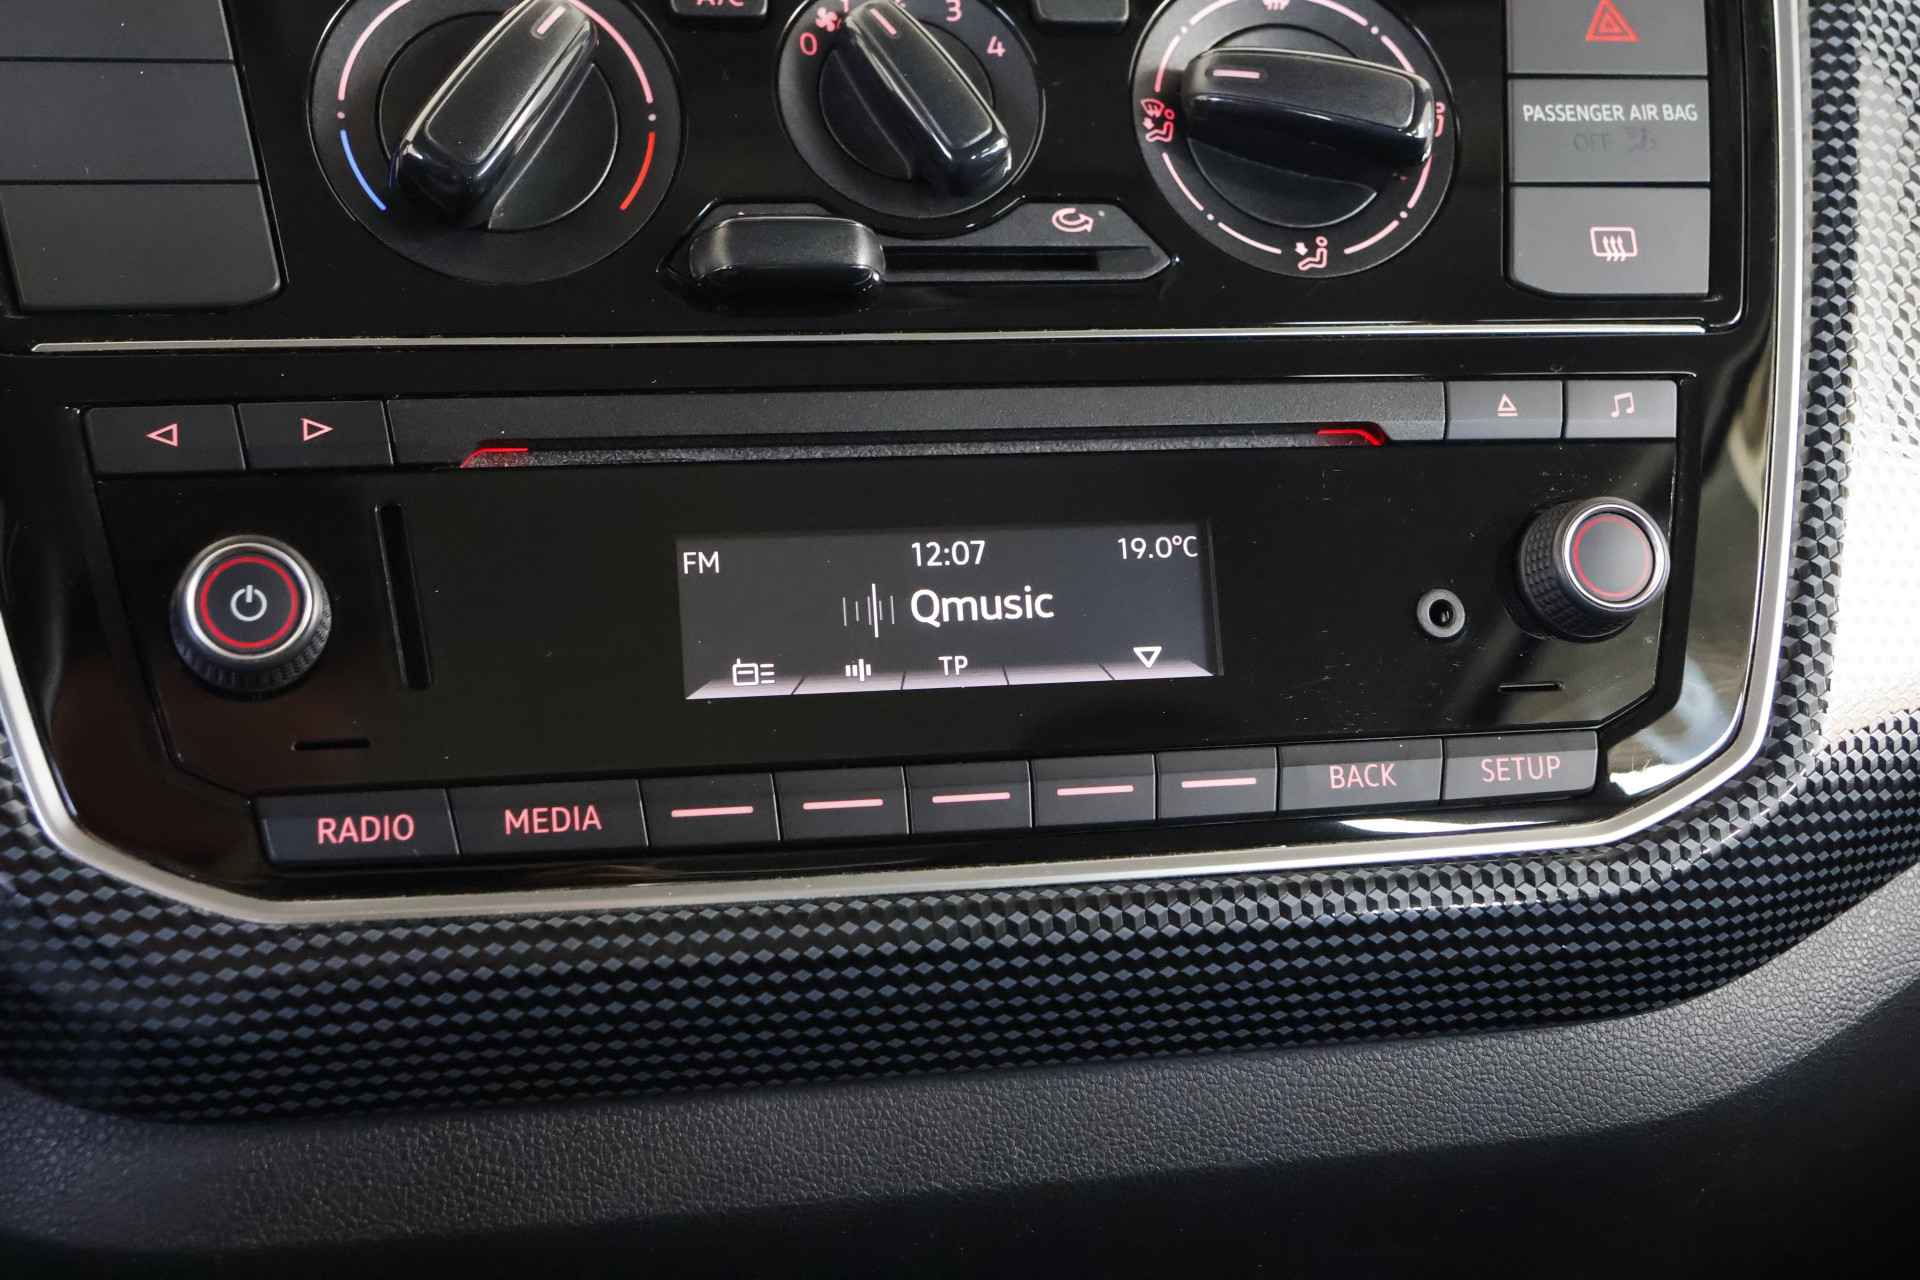 A/C
0 1 3 4
PASSENGER AIR BAG
OFF
FM 12:07 19.0°C
Qmusic
TP
RADIO MEDIA BACK SETUP